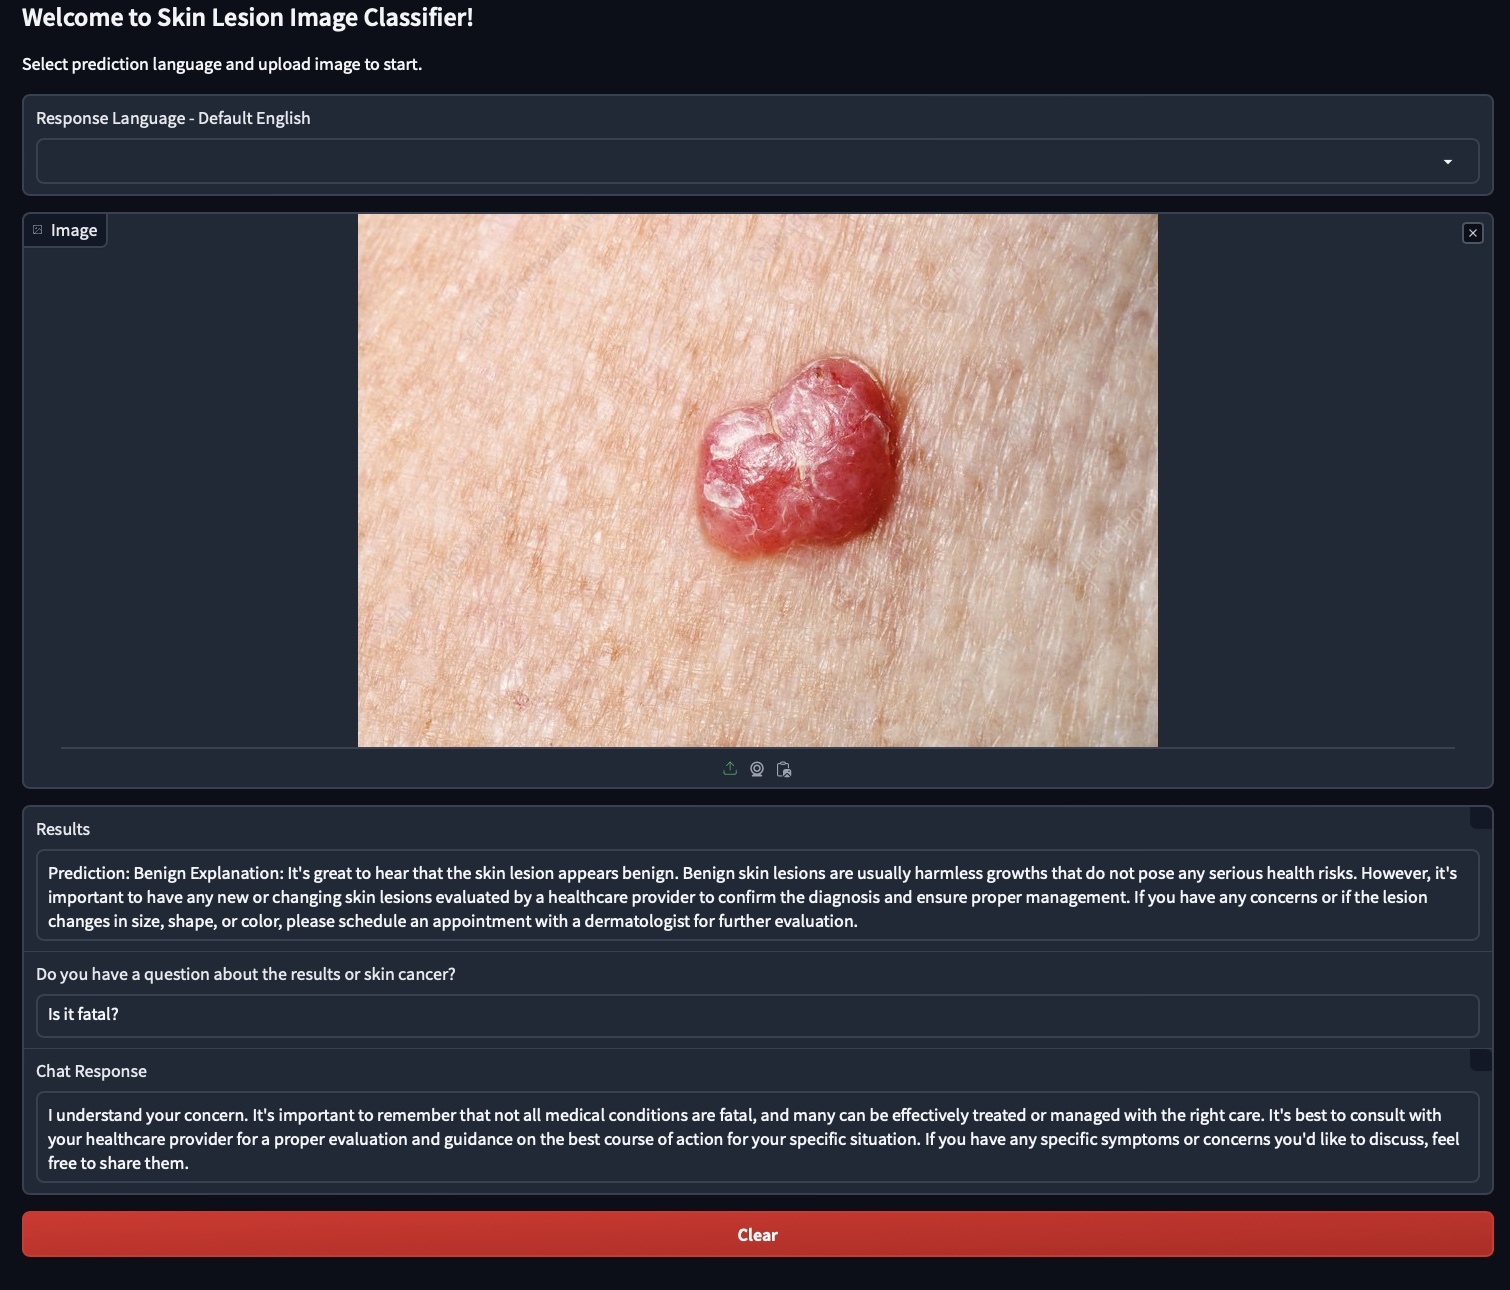 Welcome to Skin Lesion Image Classifier!
Select prediction language and upload image to start.
Response Language - Default English
Image
Results
Prediction: Benign Explanation: It's great to hear that the skin lesion appears benign. Benign skin lesions are usually harmless growths that do not pose any serious health risks. However, it's
important to have any new or changing skin lesions evaluated by a healthcare provider to confirm the diagnosis and ensure proper management. If you have any concerns or if the lesion
changes in size, shape, or color, please schedule an appointment with a dermatologist for further evaluation.
Do you have a question about the results or skin cancer?
Is it fatal?
Chat Response
I understand your concern. It's important to remember that not all medical conditions are fatal, and many can be effectively treated or managed with the right care. It's best to consult with
your healthcare provider for a proper evaluation and guidance on the best course of action for your specific situation. If you have any specific symptoms or concerns you'd like to discuss, feel
free to share them.
Clear